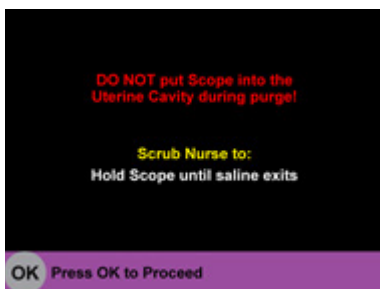 DO NOT put Scope into the
Uterine Cavity during purge!
Scrub Nurse to:
Hold Scope until saline exits
OK Press OK to Proceed